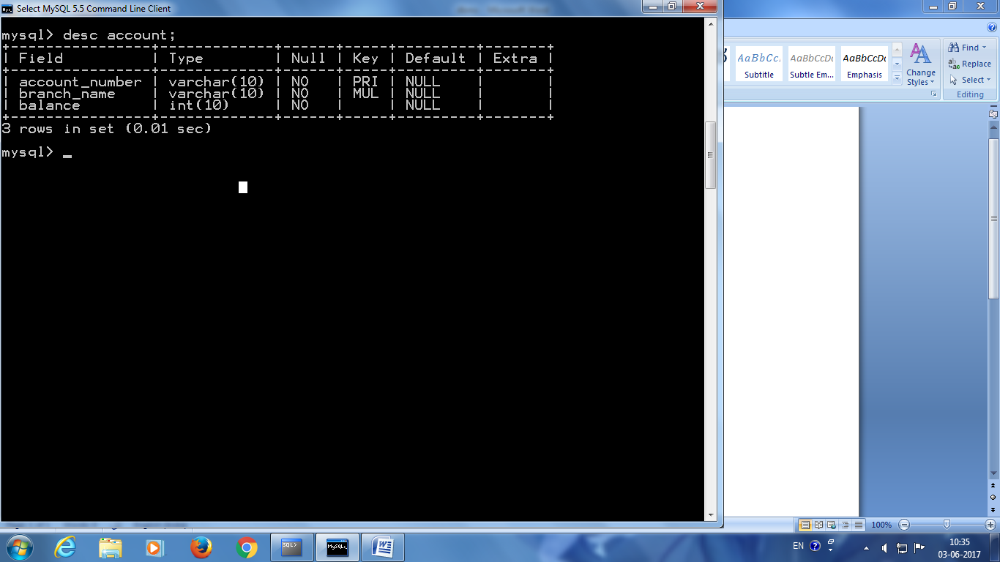 Select MySQL 5.5 Command Line Client
mysql> desc account;
+----------------+-------------+------+-----+---------+-------+
| Field          | Type        | Null | Key | Default | Extra |
+----------------+-------------+------+-----+---------+-------+
| account_number | varchar(10) | NO   | PRI | NULL    |       |
| branch_name    | varchar(10) | NO   | MUL | NULL    |       |
| balance        | int(10)     | NO   |     | NULL    |       |
+----------------+-------------+------+-----+---------+-------+
3 rows in set (0.01 sec)
mysql> _
AaBbCc.
AaBbCcDc
AaBbCcDc
Subtitle
Subtle Em...
Emphasis
Change
Styles
Find
Replace
Select
Editing
100%
SQL>
MySQL
EN
10:35
03-06-2017